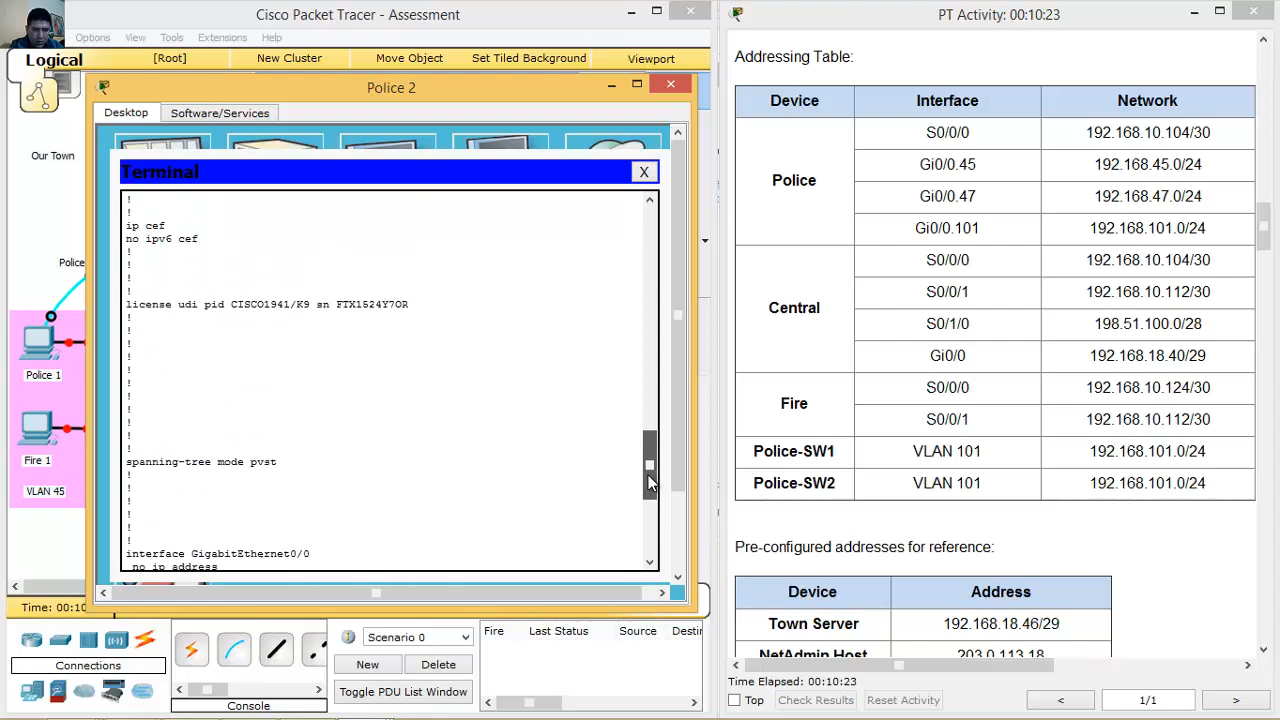 Cisco Packet Tracer - Assessment
Options View Tools Extensions Help
Logical [Root] New Cluster Move Object Set Tiled Background Viewport
Our Town
Police
Police 1
Fire 1
VLAN 45
Police 2
Desktop Software/Services
Terminal X
!
!
ip cef
no ipv6 cef
!
!
!
!
license udi pid CISCO1941/K9 sn FTX1524Y7OR
!
!
!
!
!
!
!
!
!
!
!
spanning-tree mode pvst
!
!
!
!
!
!
interface GigabitEthernet0/0
no ip address
Time: 00:10
Connections
Console
Scenario 0
New Delete
Toggle PDU List Window
Fire Last Status Source
PT Activity: 00:10:23
Addressing Table:
Device Interface Network
Police
S0/0/0 192.168.10.104/30
Gi0/0.45 192.168.45.0/24
Gi0/0.47 192.168.47.0/24
Gi0/0.101 192.168.101.0/24
Central
S0/0/0 192.168.10.104/30
S0/0/1 192.168.10.112/30
S0/1/0 198.51.100.0/28
Gi0/0 192.168.18.40/29
Fire
S0/0/0 192.168.10.124/30
S0/0/1 192.168.10.112/30
Police-SW1 VLAN 101 192.168.101.0/24
Police-SW2 VLAN 101 192.168.101.0/24
Pre-configured addresses for reference:
Device Address
Town Server 192.168.18.46/29
NetAdmin Host 203.0.113.18
Time Elapsed: 00:10:23
Top Check Results Reset Activity < 1/1 >